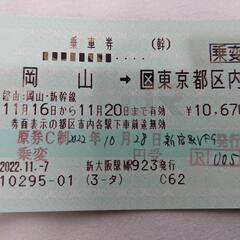 乗車券 (幹)
乗変
岡山 → 区東京都区内
経由:岡山・新幹線
11月16日から11月20日まで有効 ¥10,670
券面表示の都区市内各駅下車前途無効
原券C制 2022年10月28日 新宿駅 発行
乗変 円受 R 005
2022.11.-7 新大阪駅MR923発行
10295-01 (3-タ) C62